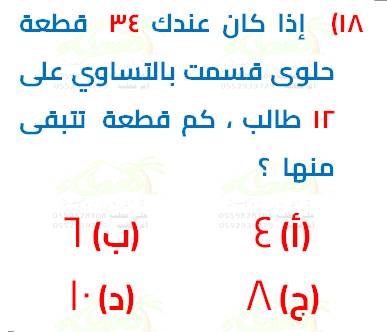 ١٨) إذا كان عندك ٣٤ قطعة
حلوى قسمت بالتساوي على
١٢ طالب ، كم قطعة تتبقى
منها ؟
(أ) ٤ (ب) ٦
(ج) ٨ (د) ١٠